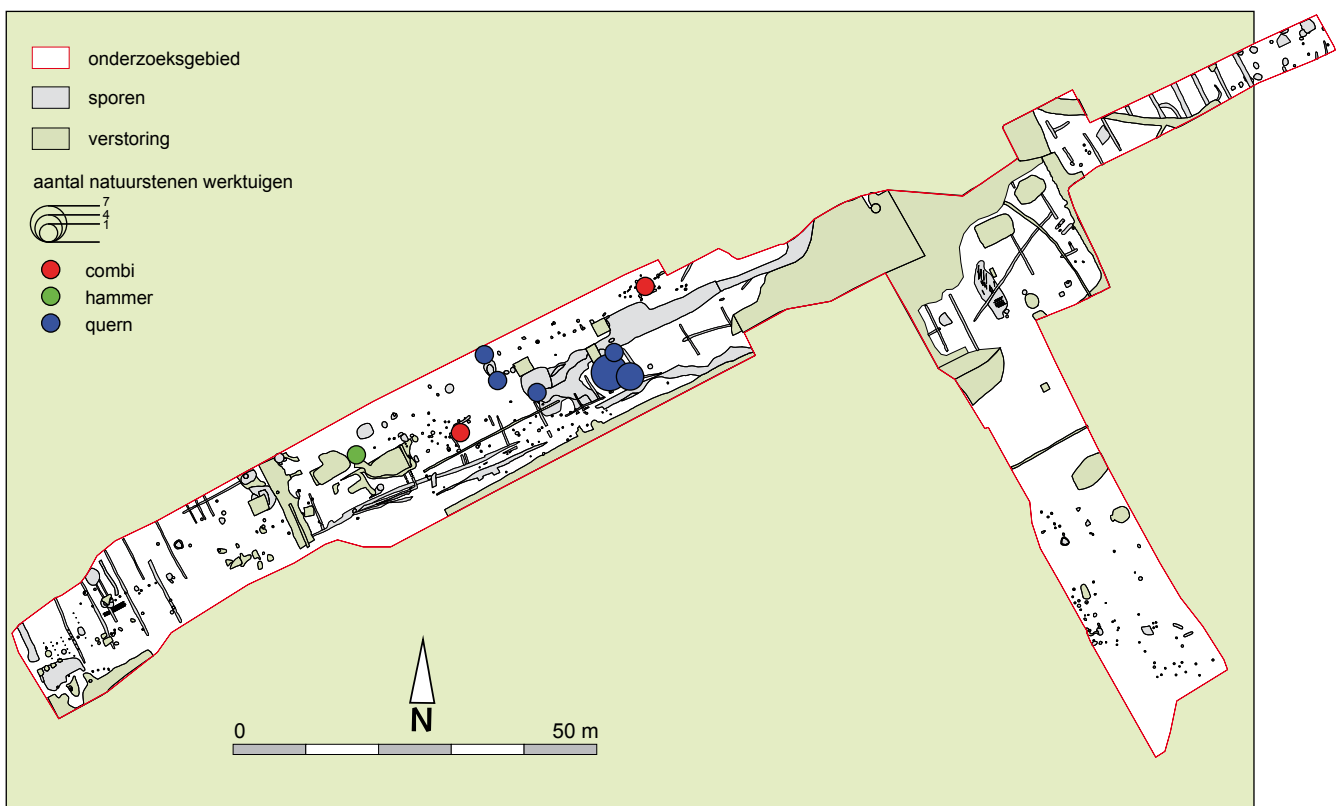 onderzoeksgebied
sporen
verstoring
aantal natuurstenen werktuigen
7
4
1
combi
hammer
quern
N
0 50 m